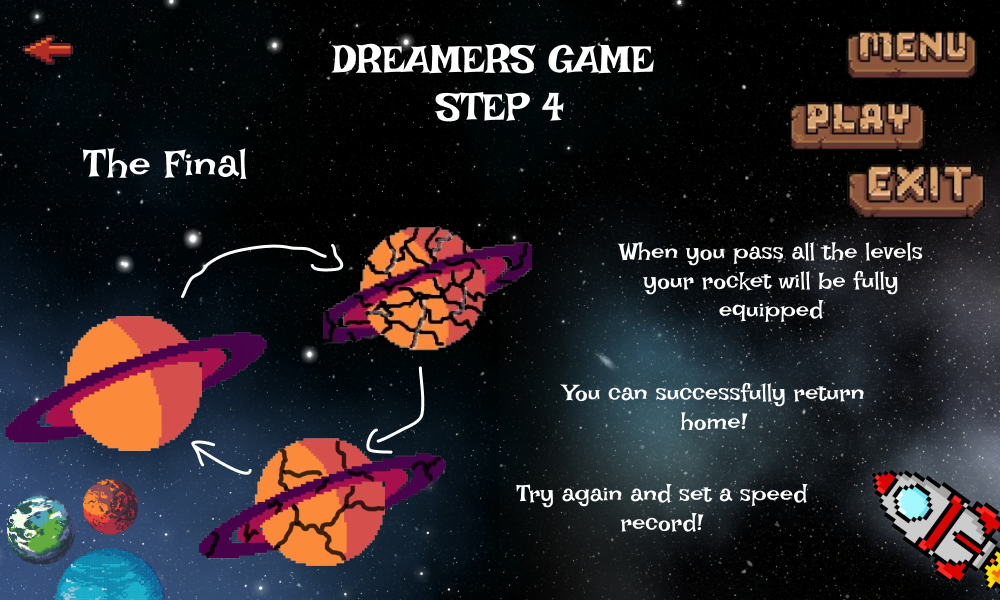 DREAMERS GAME
STEP 4
MENU
PLAY
EXIT
The Final
When you pass all the levels
your rocket will be fully
equipped
You can successfully return
home!
Try again and set a speed
record!